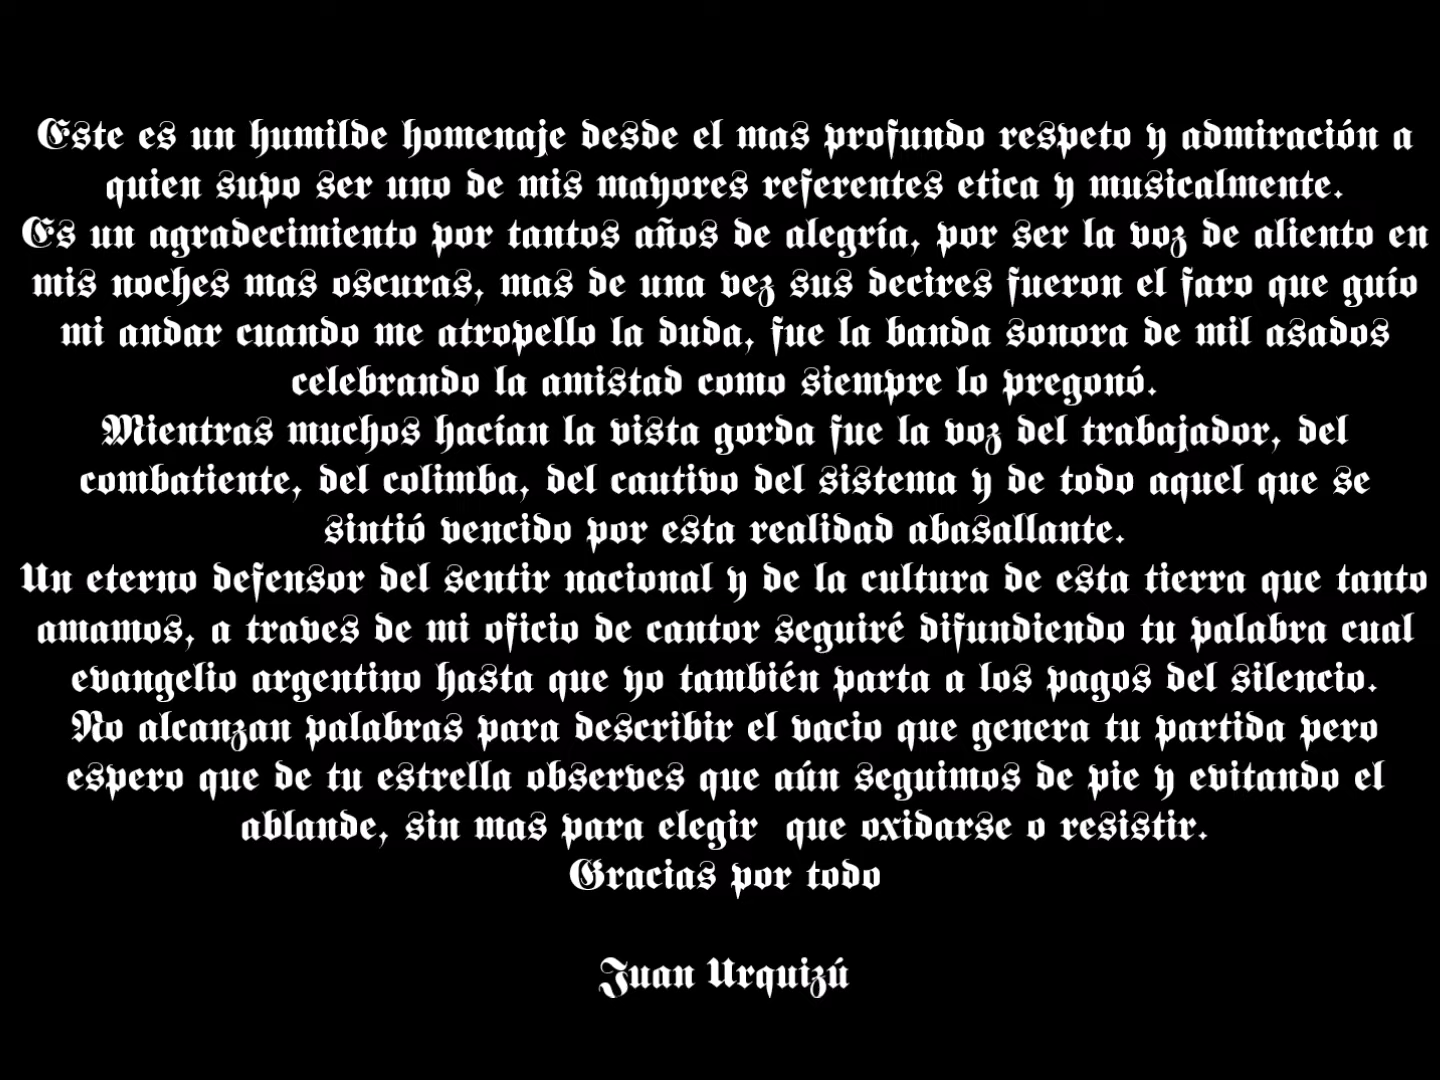 Este es un humilde homenaje desde el mas profundo respeto y admiración a
quien supo ser uno de mis mayores referentes etica y musicalmente.
Es un agradecimiento por tantos años de alegría, por ser la voz de aliento en
mis noches mas oscuras, mas de una vez sus decires fueron el faro que guío
mi andar cuando me atropello la duda, fue la banda sonora de mil asados
celebrando la amistad como siempre lo pregonó.
Mientras muchos hacían la vista gorda fue la voz del trabajador, del
combatiente, del colimba, del cautivo del sistema y de todo aquel que se
sintió vencido por esta realidad abasallante.
Un eterno defensor del sentir nacional y de la cultura de esta tierra que tanto
amamos, a traves de mi oficio de cantor seguiré difundiendo tu palabra cual
evangelio argentino hasta que yo también parta a los pagos del silencio.
No alcanzan palabras para describir el vacio que genera tu partida pero
espero que de tu estrella observes que aún seguimos de pie y evitando el
ablande, sin mas para elegir  que oxidarse o resistir.
Gracias por todo
Juan Urquizú